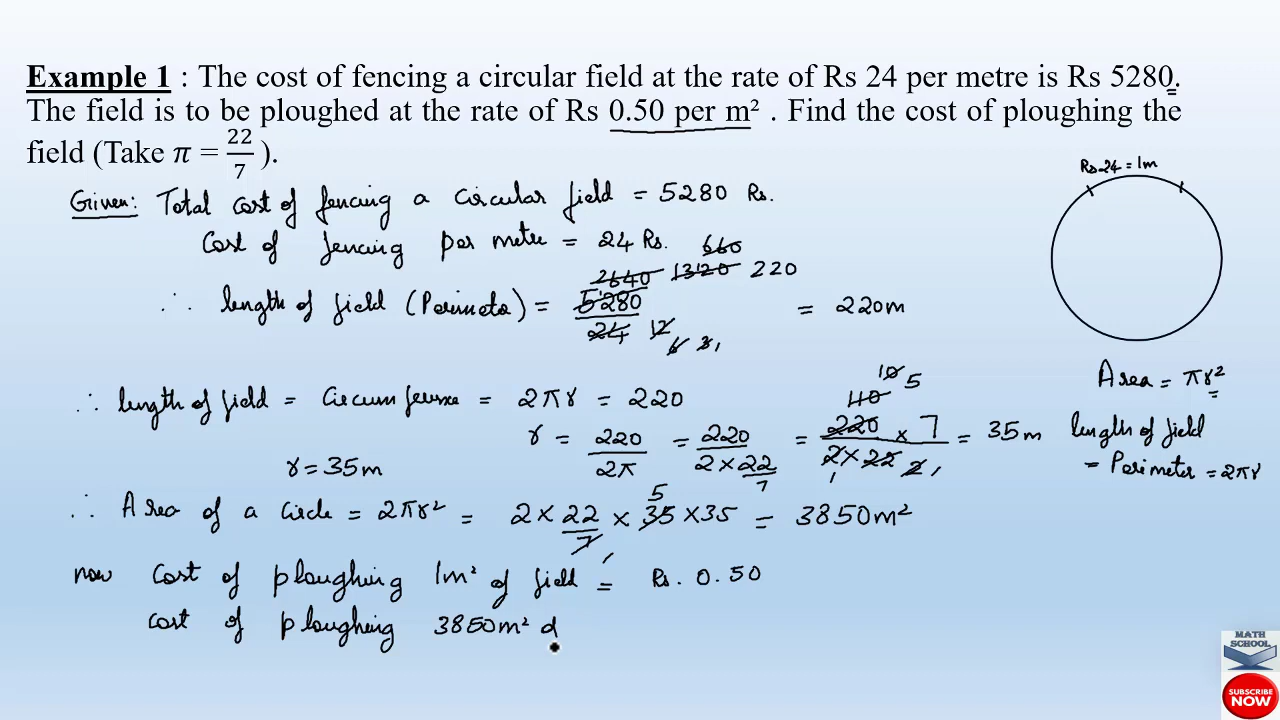 Example 1 : The cost of fencing a circular field at the rate of Rs 24 per metre is Rs 5280.
The field is to be ploughed at the rate of Rs 0.50 per m² . Find the cost of ploughing the
field (Take π = 22/7 ).
Rs 24 = 1m
Given: Total cost of fencing a circular field = 5280 Rs.
Cost of fencing per metre = 24 Rs. 660
2640 1320 220
∴ length of field (Perimeter) = 5280/24 = 220m
12
6 3 1
Area = πr²
10 5
110
∴ length of field = Circumference = 2πr = 220
length of field
r = 220/2π = 220/2 × 22/7 = 220 × 7/2 × 22 2 1 = 35m
1
= Perimeter = 2πr
r = 35m
5
∴ Area of a circle = 2πr² = 2 × 22/7 × 35 × 35 = 3850m²
1
now cost of ploughing 1m² of field = Rs. 0.50
cost of ploughing 3850m² d
MATH
SCHOOL
SUBSCRIBE
NOW